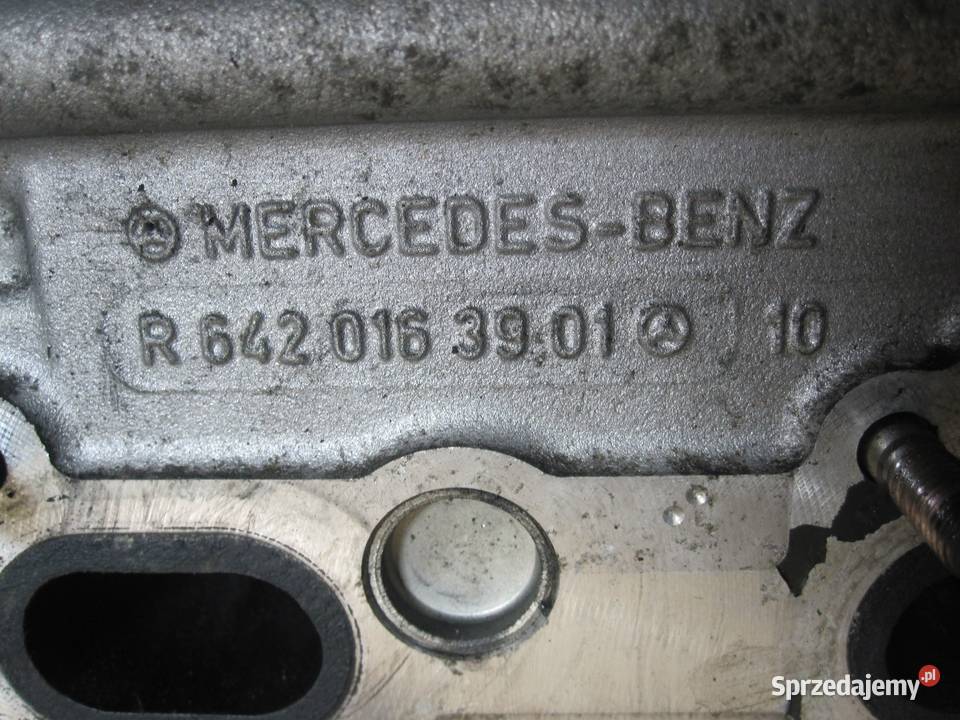 MERCEDES-BENZ
R 642 016 39 01 10
Sprzedajemy.pl